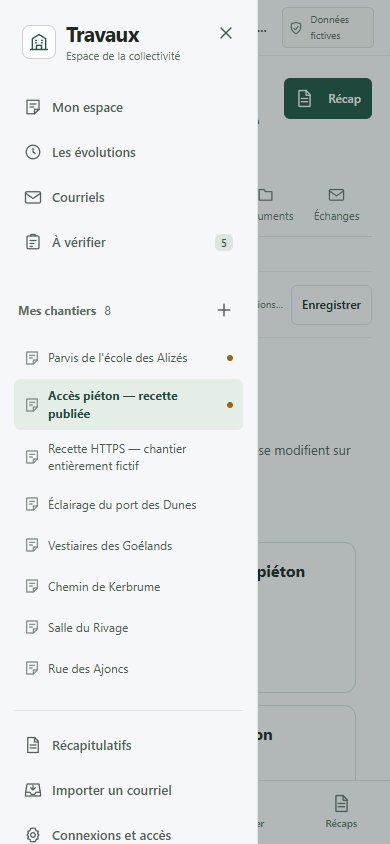 Travaux
Espace de la collectivité
Données
fictives
Mon espace
Récap
Les évolutions
Courriels
uments
Échanges
À vérifier
5
Mes chantiers 8
ions...
Enregistrer
Parvis de l'école des Alizés
Accès piéton — recette
publiée
Recette HTTPS — chantier
entièrement fictif
se modifient sur
Éclairage du port des Dunes
Vestiaires des Goélands
piéton
Chemin de Kerbrume
Salle du Rivage
Rue des Ajoncs
on
Récapitulatifs
Importer un courriel
er
Récaps
Connexions et accès